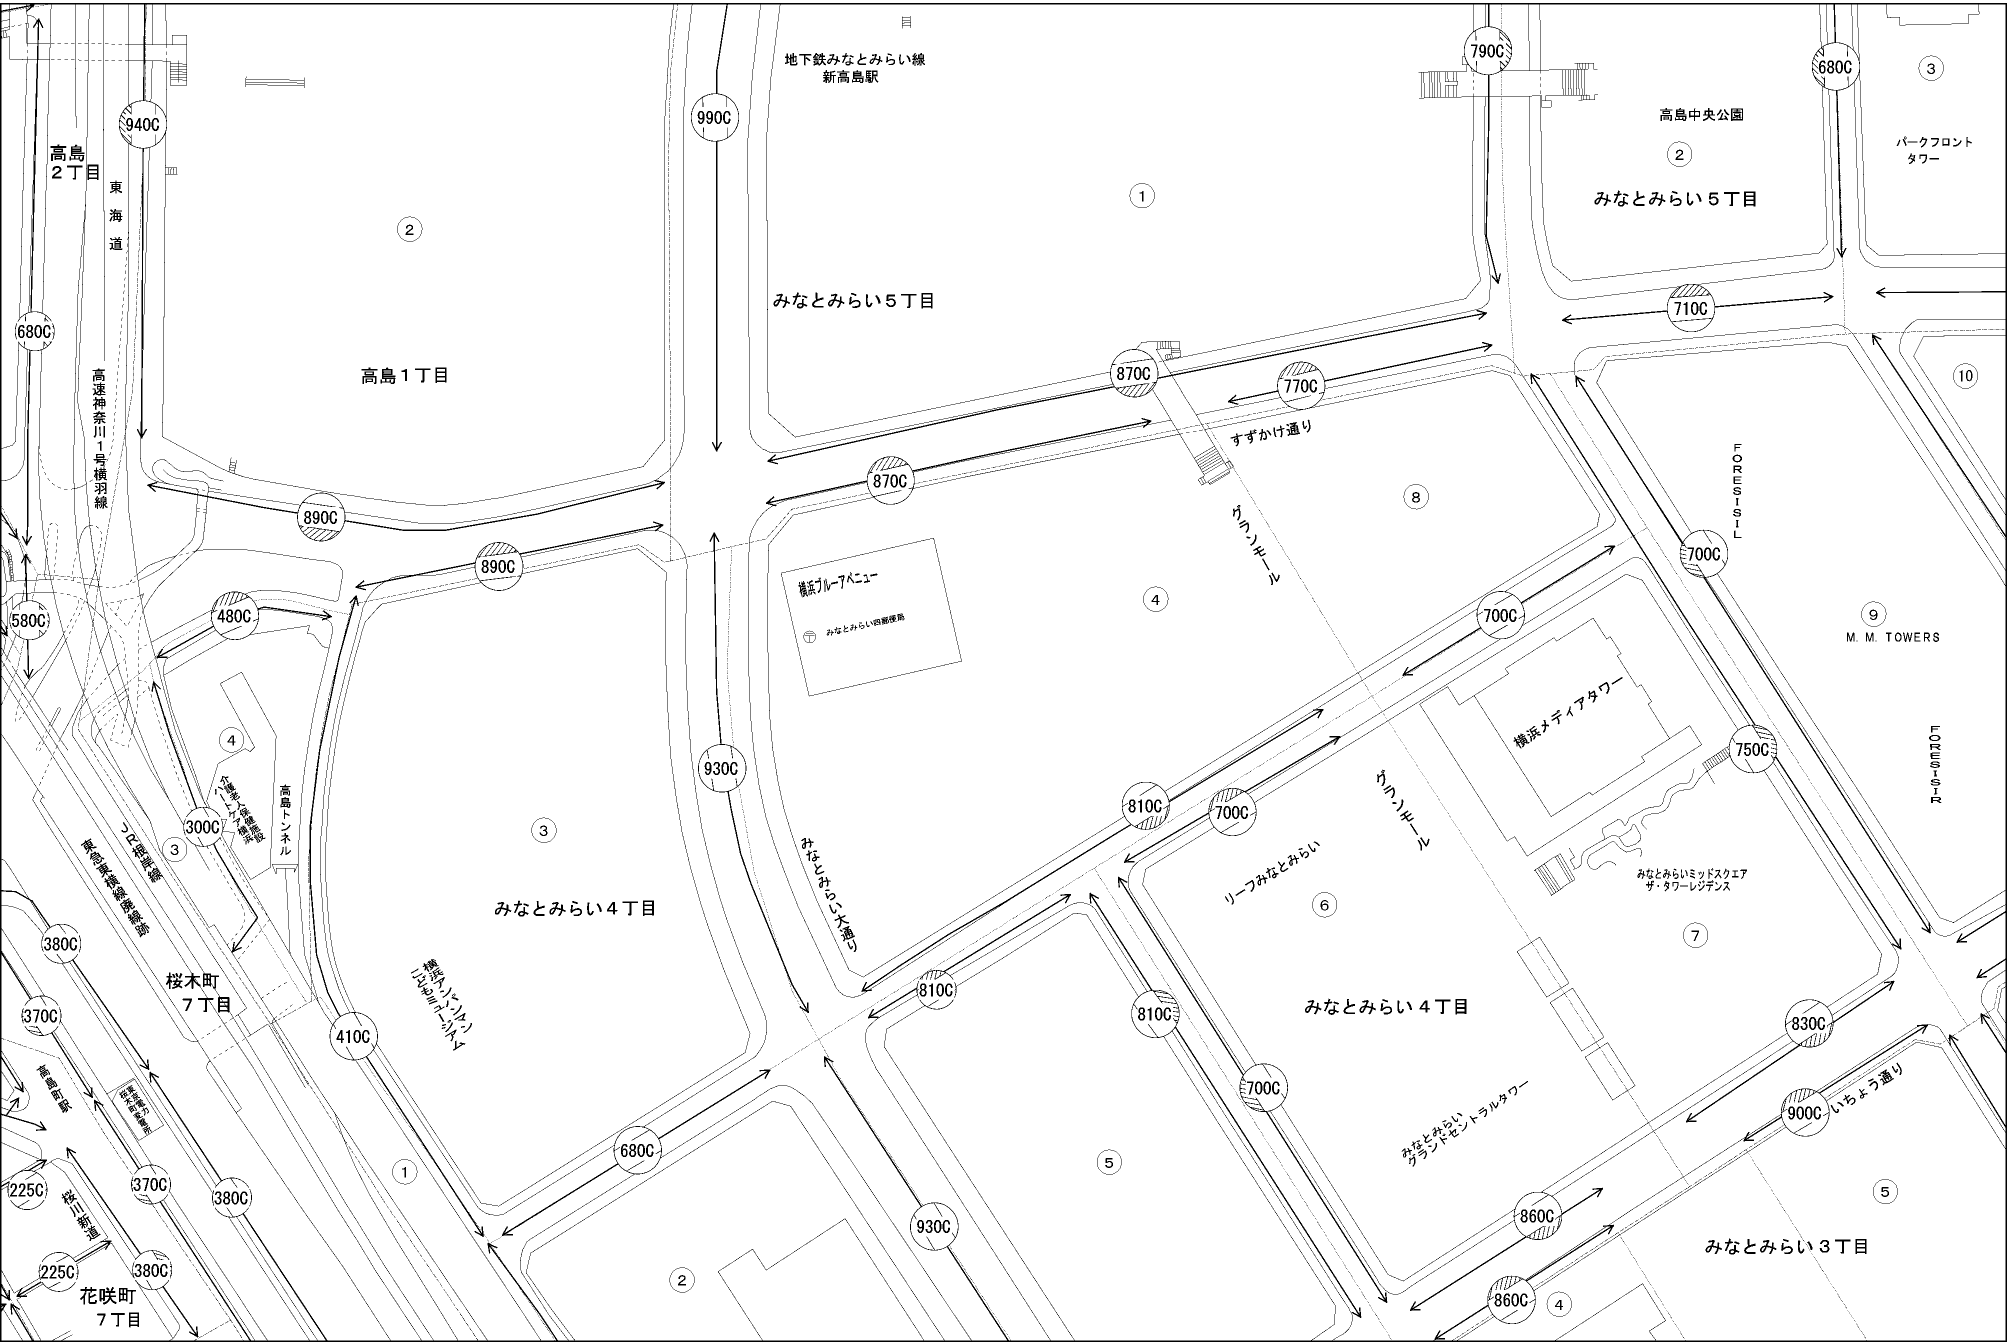 地下鉄みなとみらい線
新高島駅
790C
680C
3
990C
940C
高島
2丁目
高島中央公園
2
パークフロント
タワー
東海道
1
みなとみらい5丁目
2
みなとみらい5丁目
710C
680C
高島1丁目
870C
770C
10
高速神奈川1号横羽線
すずかけ通り
870C
8
FORESISIL
890C
グランモール
700C
890C
横浜ブルーアベニュー
みなとみらい四郵便局
4
480C
580C
700C
9
M. M. TOWERS
横浜メディアタワー
4
930C
750C
FORESISIR
介護老人保健施設
ハートケア横浜
高島トンネル
300C
3
3
810C
700C
グランモール
JR根岸線
東急東横線廃線跡
みなとみらい大通り
リーフみなとみらい
みなとみらいミッドスクエア
ザ・タワーレジデンス
6
7
みなとみらい4丁目
380C
桜木町
7丁目
横浜アンパンマン
こどもミュージアム
810C
810C
みなとみらい4丁目
370C
410C
830C
高島町駅
東京電力
桜木町変電所
700C
いちょう通り
900C
みなとみらい
グランドセントラルタワー
680C
1
5
5
225C
370C
380C
桜川新道
930C
860C
みなとみらい3丁目
225C
380C
2
花咲町
7丁目
860C
4